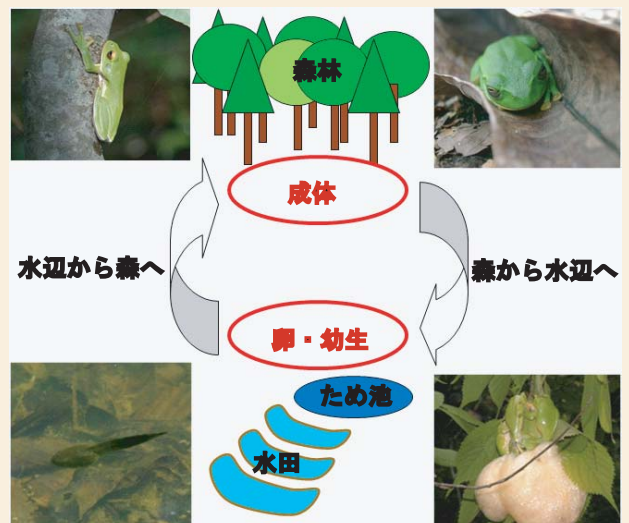 森林
成体
水辺から森へ
森から水辺へ
卵・幼生
ため池
水田